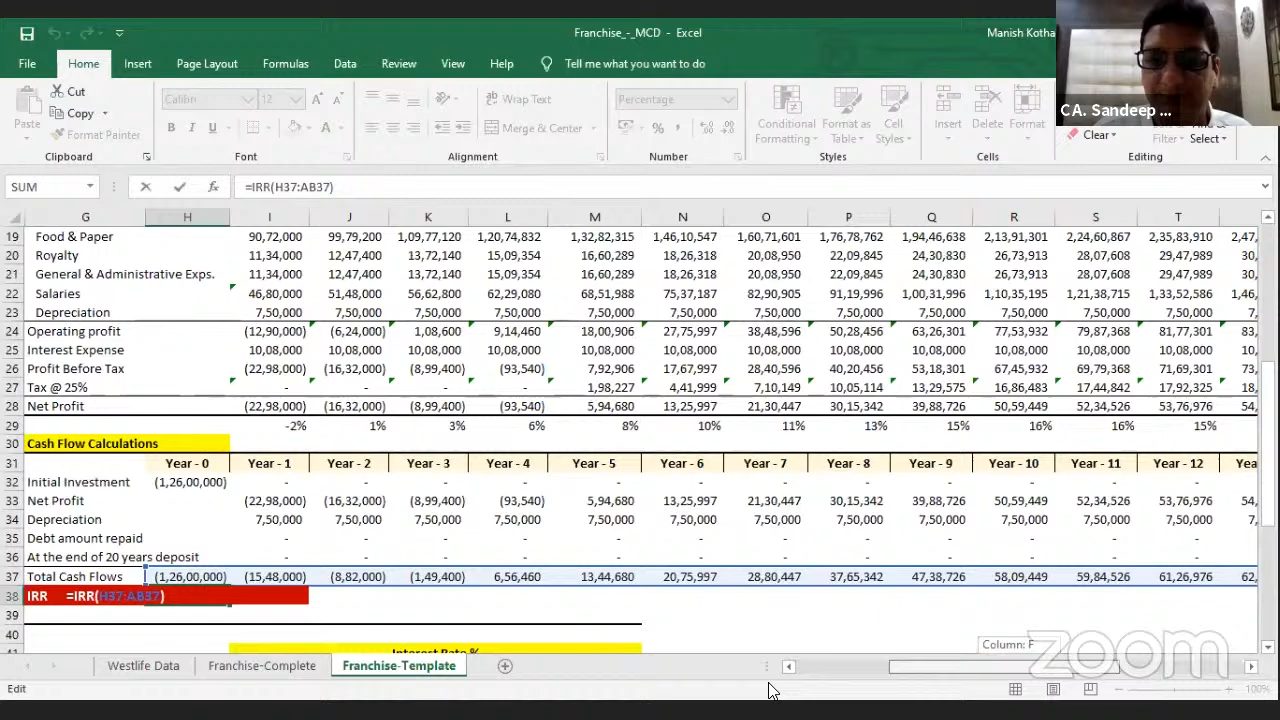 Franchise_-_MCD - Excel
Manish Kotha
File Home Insert Page Layout Formulas Data Review View Help Tell me what you want to do
CA. Sandeep ...
Cut
Copy
Format Painter
Paste
Clipboard
Calibri 12
B I U
Font
Wrap Text
Merge & Center
Alignment
Percentage
Number
Conditional Formatting
Format as Table
Cell Styles
Styles
Insert Delete Format
Cells
Clear
Filter
Select
Editing
SUM
=IRR(H37:AB37)
G H I J K L M N O P Q R S T
19 Food & Paper 90,72,000 99,79,200 1,09,77,120 1,20,74,832 1,32,82,315 1,46,10,547 1,60,71,601 1,76,78,762 1,94,46,638 2,13,91,301 2,24,60,867 2,35,83,910 2,47,
20 Royalty 11,34,000 12,47,400 13,72,140 15,09,354 16,60,289 18,26,318 20,08,950 22,09,845 24,30,830 26,73,913 28,07,608 29,47,989 30,
21 General & Administrative Exps. 11,34,000 12,47,400 13,72,140 15,09,354 16,60,289 18,26,318 20,08,950 22,09,845 24,30,830 26,73,913 28,07,608 29,47,989 30,
22 Salaries 46,80,000 51,48,000 56,62,800 62,29,080 68,51,988 75,37,187 82,90,905 91,19,996 1,00,31,996 1,10,35,195 1,21,38,715 1,33,52,586 1,46,
23 Depreciation 7,50,000 7,50,000 7,50,000 7,50,000 7,50,000 7,50,000 7,50,000 7,50,000 7,50,000 7,50,000 7,50,000 7,50,000 7,
24 Operating profit (12,90,000) (6,24,000) 1,08,600 9,14,460 18,00,906 27,75,997 38,48,596 50,28,456 63,26,301 77,53,932 79,87,368 81,77,301 83,
25 Interest Expense 10,08,000 10,08,000 10,08,000 10,08,000 10,08,000 10,08,000 10,08,000 10,08,000 10,08,000 10,08,000 10,08,000 10,08,000 10,
26 Profit Before Tax (22,98,000) (16,32,000) (8,99,400) (93,540) 7,92,906 17,67,997 28,40,596 40,20,456 53,18,301 67,45,932 69,79,368 71,69,301 73,
27 Tax @ 25% - - - - 1,98,227 4,41,999 7,10,149 10,05,114 13,29,575 16,86,483 17,44,842 17,92,325 18,
28 Net Profit (22,98,000) (16,32,000) (8,99,400) (93,540) 5,94,680 13,25,997 21,30,447 30,15,342 39,88,726 50,59,449 52,34,526 53,76,976 54,
29 -2% 1% 3% 6% 8% 10% 11% 13% 15% 16% 16% 15%
30 Cash Flow Calculations
31 Year - 0 Year - 1 Year - 2 Year - 3 Year - 4 Year - 5 Year - 6 Year - 7 Year - 8 Year - 9 Year - 10 Year - 11 Year - 12 Yea
32 Initial Investment (1,26,00,000) - - - - - - - - - - - -
33 Net Profit (22,98,000) (16,32,000) (8,99,400) (93,540) 5,94,680 13,25,997 21,30,447 30,15,342 39,88,726 50,59,449 52,34,526 53,76,976 54,
34 Depreciation 7,50,000 7,50,000 7,50,000 7,50,000 7,50,000 7,50,000 7,50,000 7,50,000 7,50,000 7,50,000 7,50,000 7,50,000 7,
35 Debt amount repaid - - - - - - - - - - - -
36 At the end of 20 years deposit - - - - - - - - - - - -
37 Total Cash Flows (1,26,00,000) (15,48,000) (8,82,000) (1,49,400) 6,56,460 13,44,680 20,75,997 28,80,447 37,65,342 47,38,726 58,09,449 59,84,526 61,26,976 62,
38 IRR =IRR(H37:AB37)
39
40
Interest Rate %
Column: F
zoom
Westlife Data Franchise-Complete Franchise-Template
Edit
100%